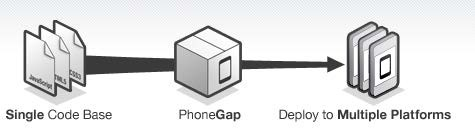 JavaScript
HTML5
CSS3
Single Code Base
PhoneGap
Deploy to Multiple Platforms